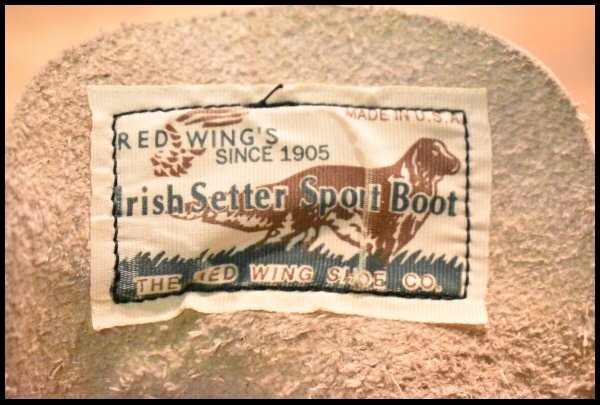 MADE IN U.S.A.
RED WING'S
SINCE 1905
Irish Setter Sport Boot
THE RED WING SHOE CO.